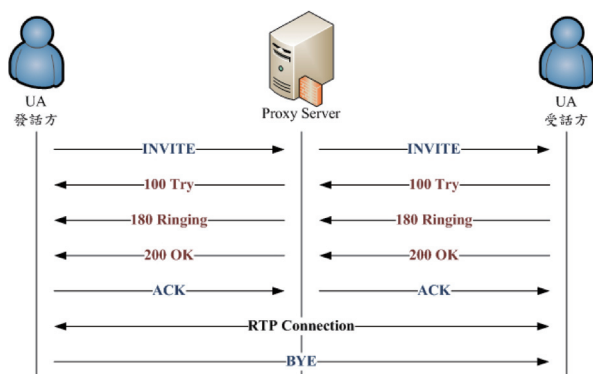 UA
發話方
Proxy Server
UA
受話方
INVITE
INVITE
100 Try
100 Try
180 Ringing
180 Ringing
200 OK
200 OK
ACK
ACK
RTP Connection
BYE